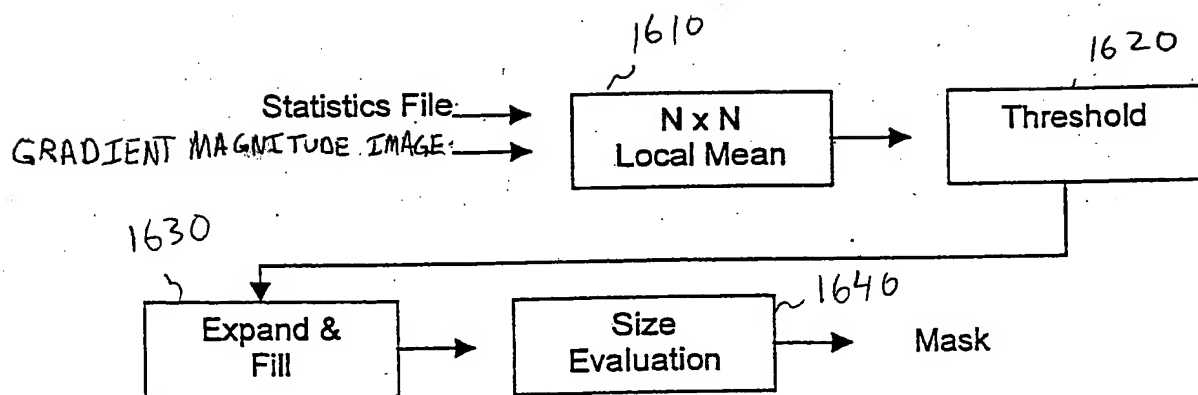 1610
1620
Statistics File
GRADIENT MAGNITUDE IMAGE
N x N
Local Mean
Threshold
1630
1640
Expand &
Fill
Size
Evaluation
Mask